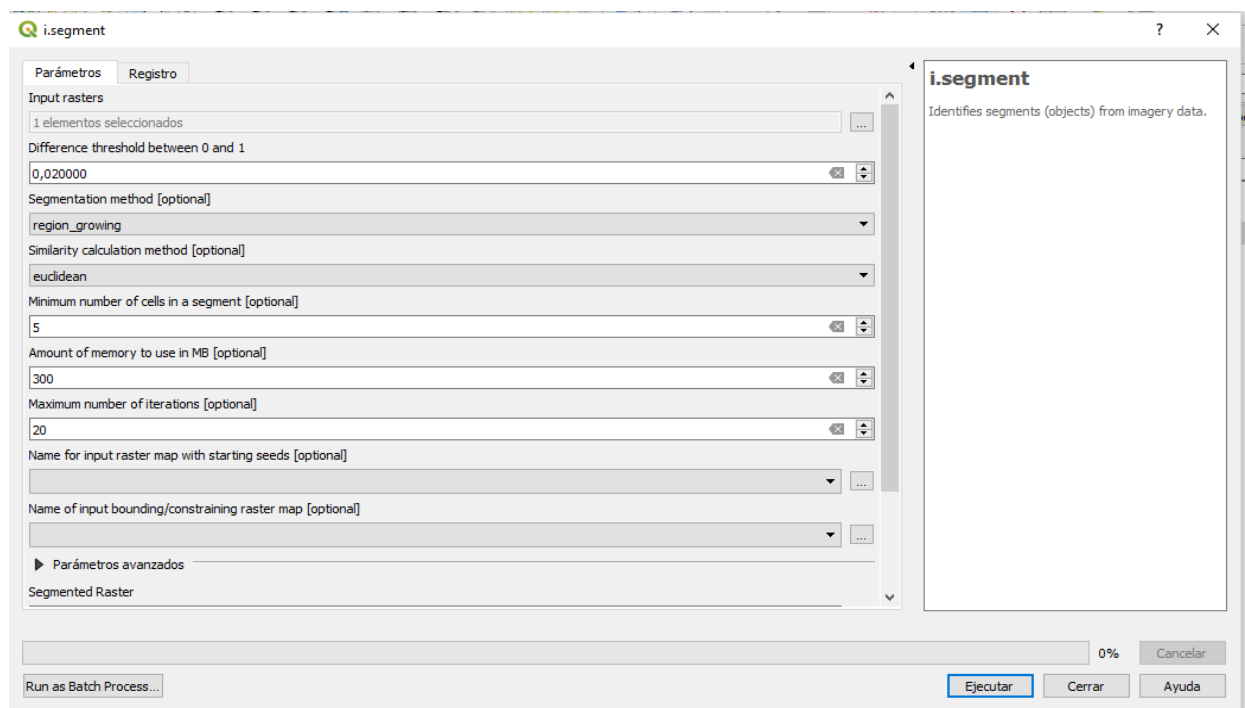 i.segment
?
Parámetros
Registro
Input rasters
1 elementos seleccionados
...
Difference threshold between 0 and 1
0,020000
Segmentation method [optional]
region_growing
Similarity calculation method [optional]
euclidean
Minimum number of cells in a segment [optional]
5
Amount of memory to use in MB [optional]
300
Maximum number of iterations [optional]
20
Name for input raster map with starting seeds [optional]
...
Name of input bounding/constraining raster map [optional]
...
Parámetros avanzados
Segmented Raster
i.segment
Identifies segments (objects) from imagery data.
0%
Cancelar
Run as Batch Process...
Ejecutar
Cerrar
Ayuda